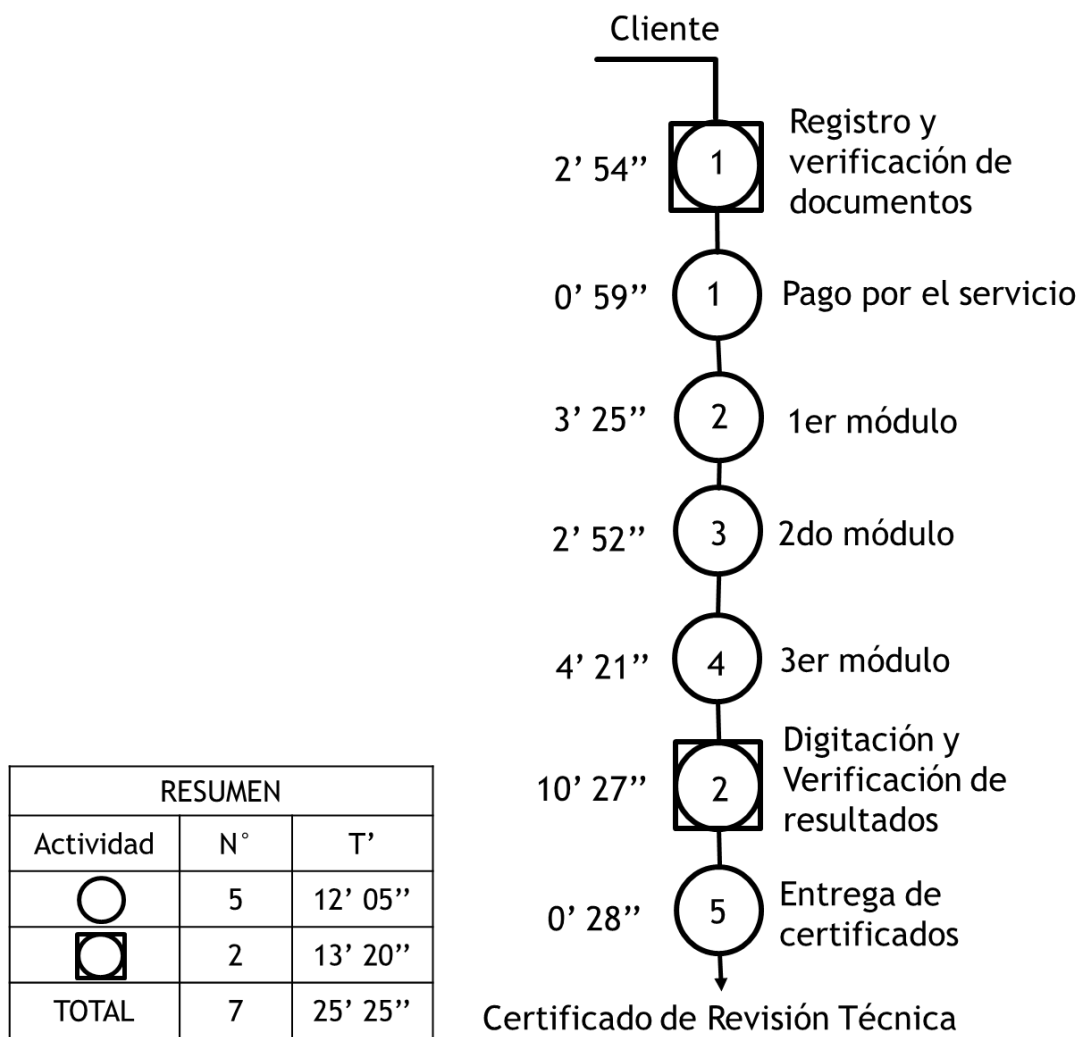 Cliente
2’ 54’’
1
Registro y
verificación de
documentos
0’ 59’’
1
Pago por el servicio
3’ 25’’
2
1er módulo
2’ 52’’
3
2do módulo
4’ 21’’
4
3er módulo
10’ 27’’
2
Digitación y
Verificación de
resultados
0’ 28’’
5
Entrega de
certificados
Certificado de Revisión Técnica
RESUMEN
Actividad N° T’
5 12’ 05’’
2 13’ 20’’
TOTAL 7 25’ 25’’